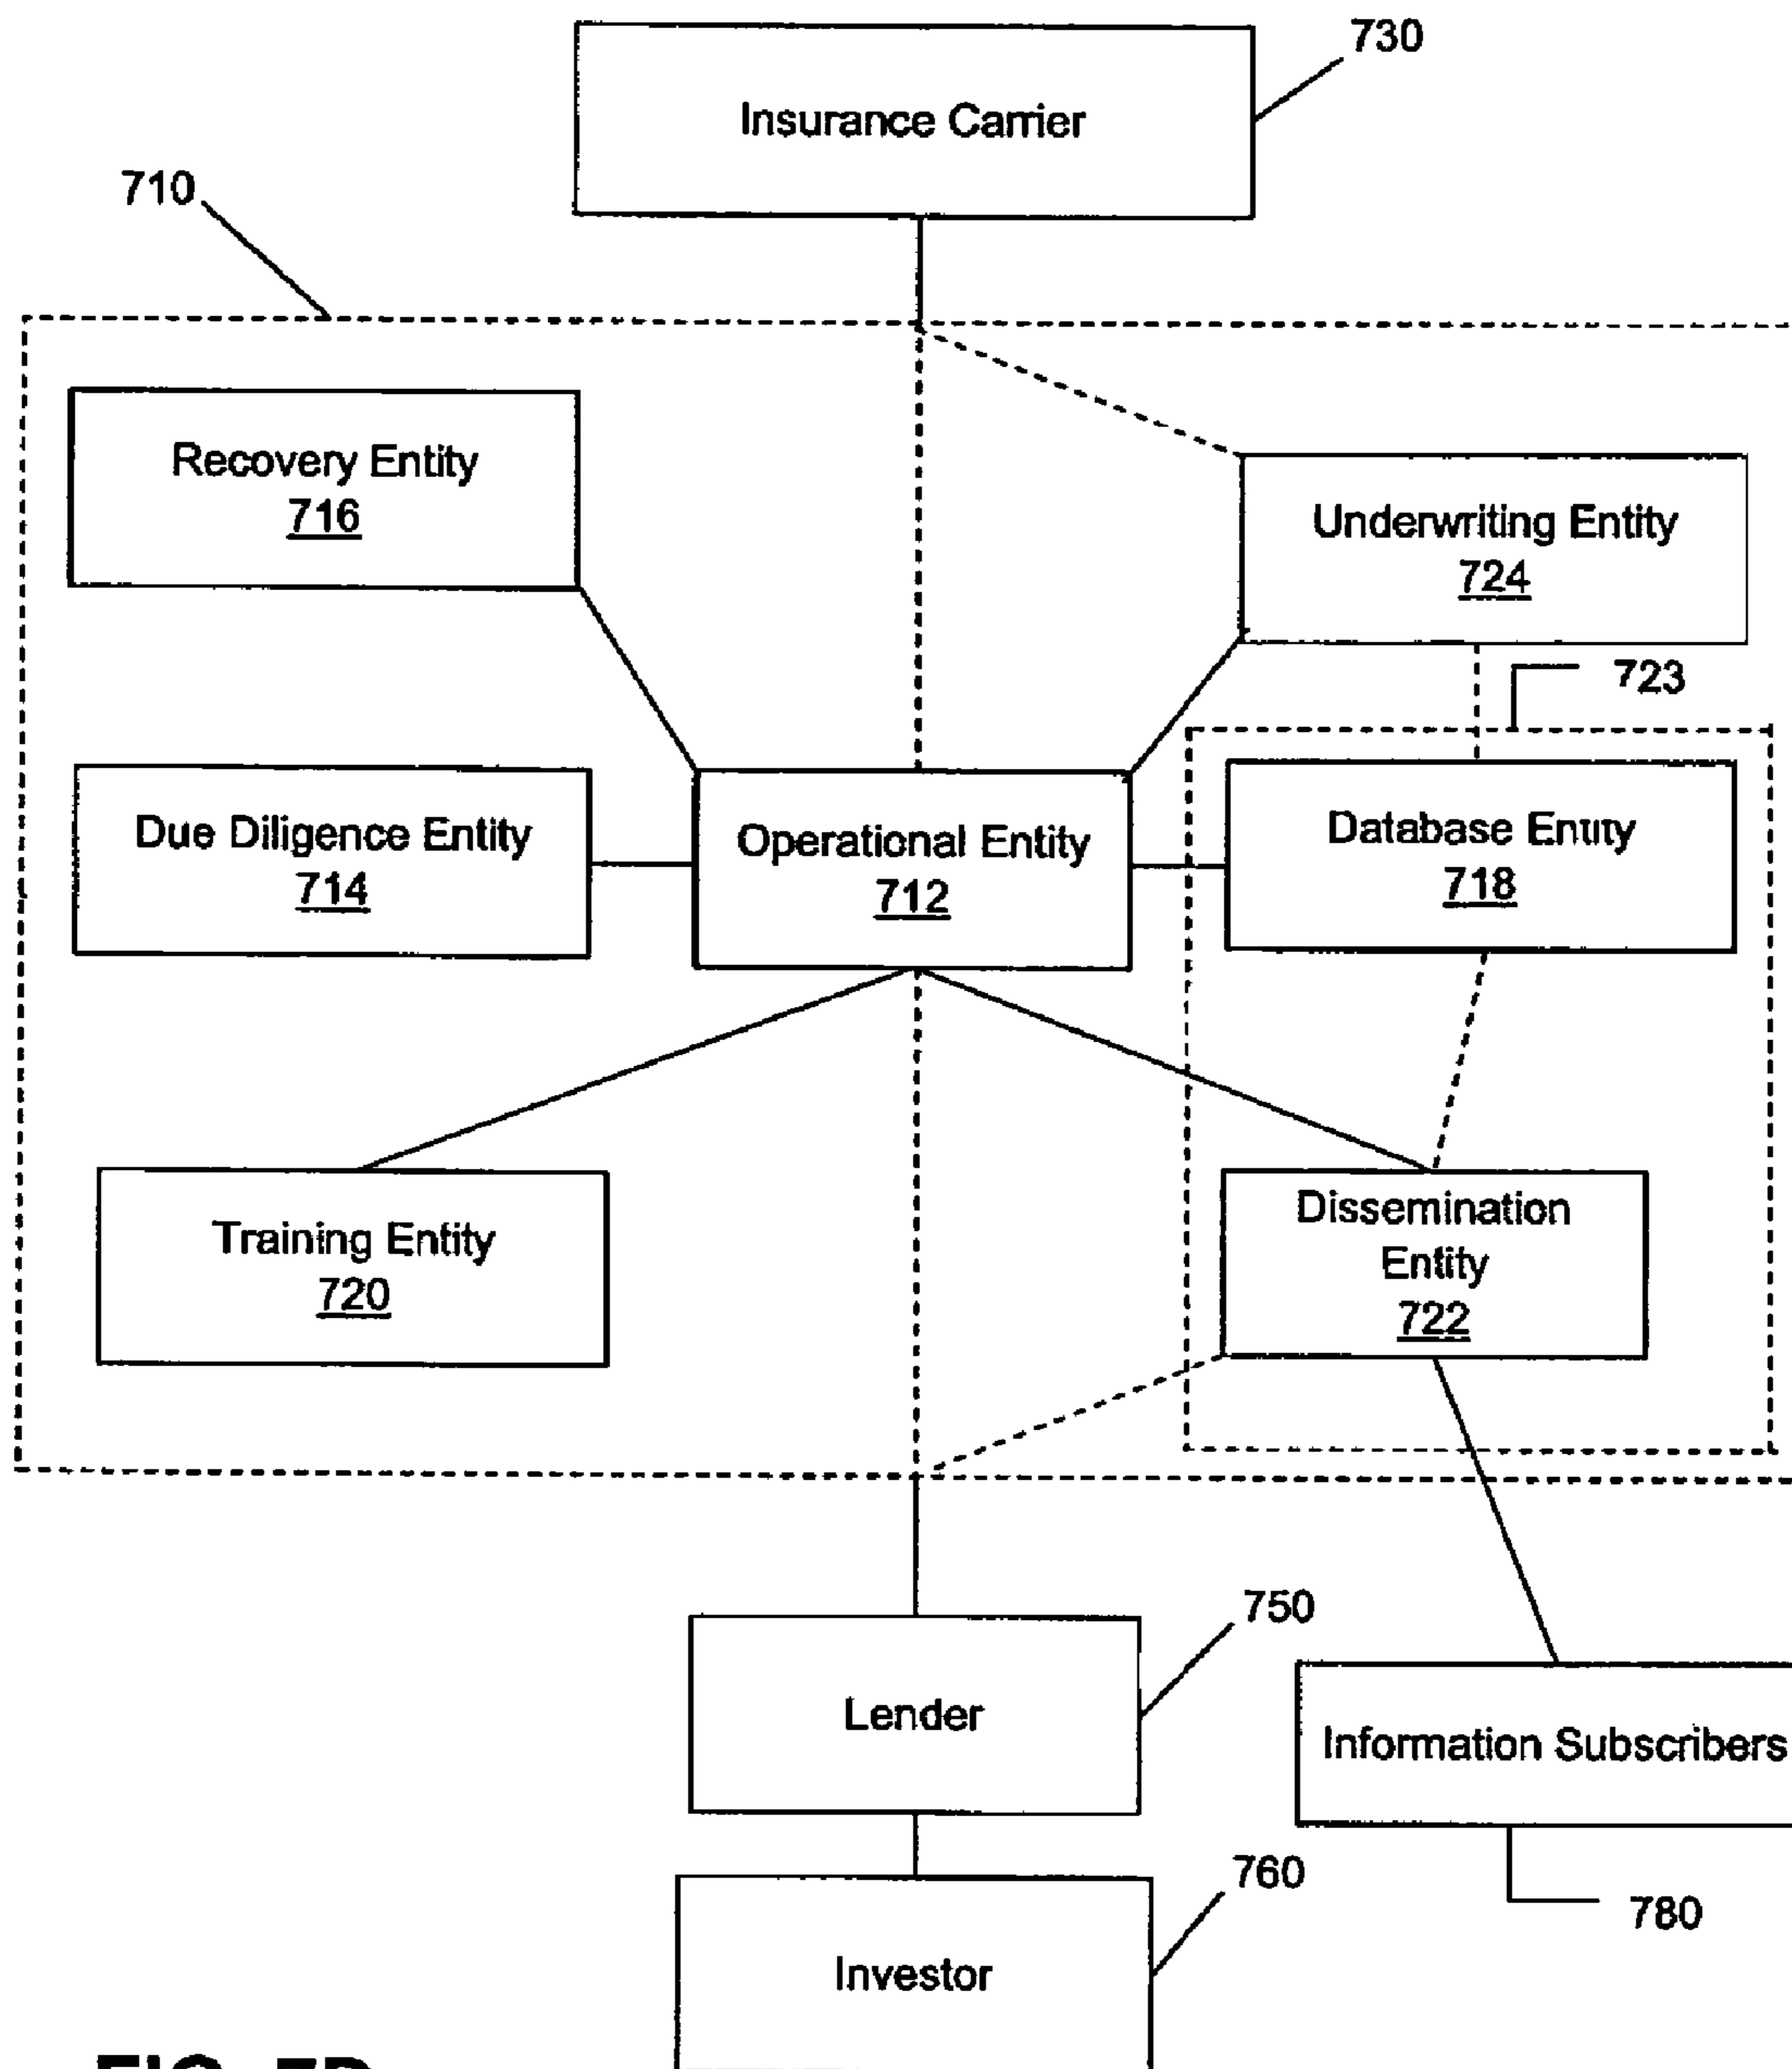 730
Insurance Carrier
710
Recovery Entity
716
Underwriting Entity
724
723
Due Diligence Entity
714
Operational Entity
712
Database Entity
718
Training Entity
720
Dissemination
Entity
722
750
Lender
Information Subscribers
760
780
Investor